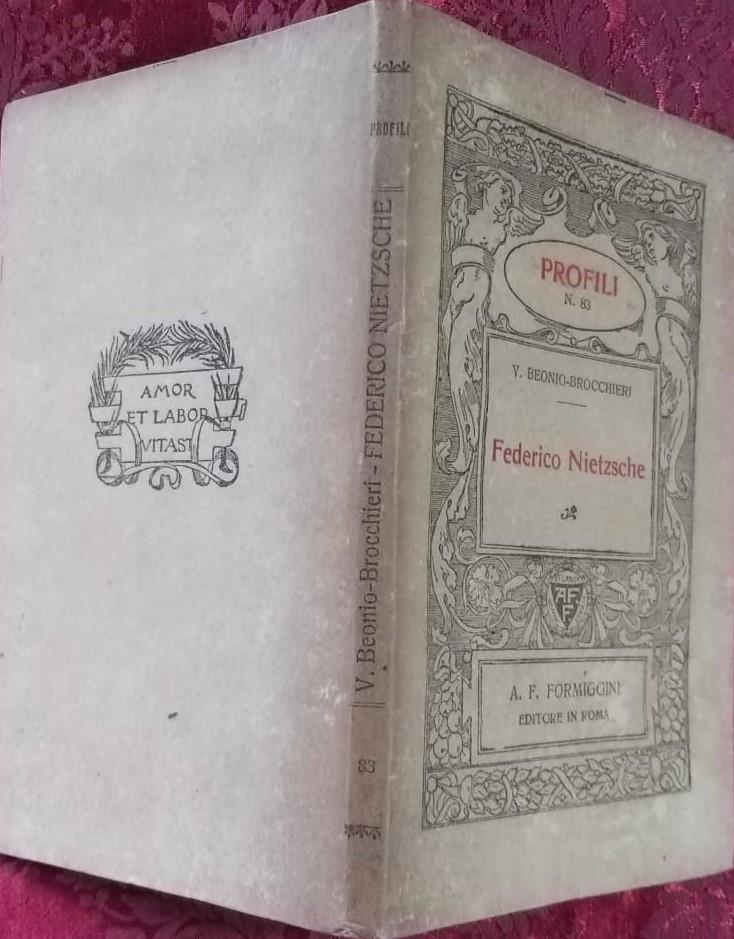 AMOR
ET LABOR
VITAST
PROFILI
V. Beonio-Brocchieri - FEDERICO NIETZSCHE
83
PROFILI
N. 83
V. BEONIO-BROCCHIERI
Federico Nietzsche
AFF
A. F. FORMIGGINI
EDITORE IN ROMA